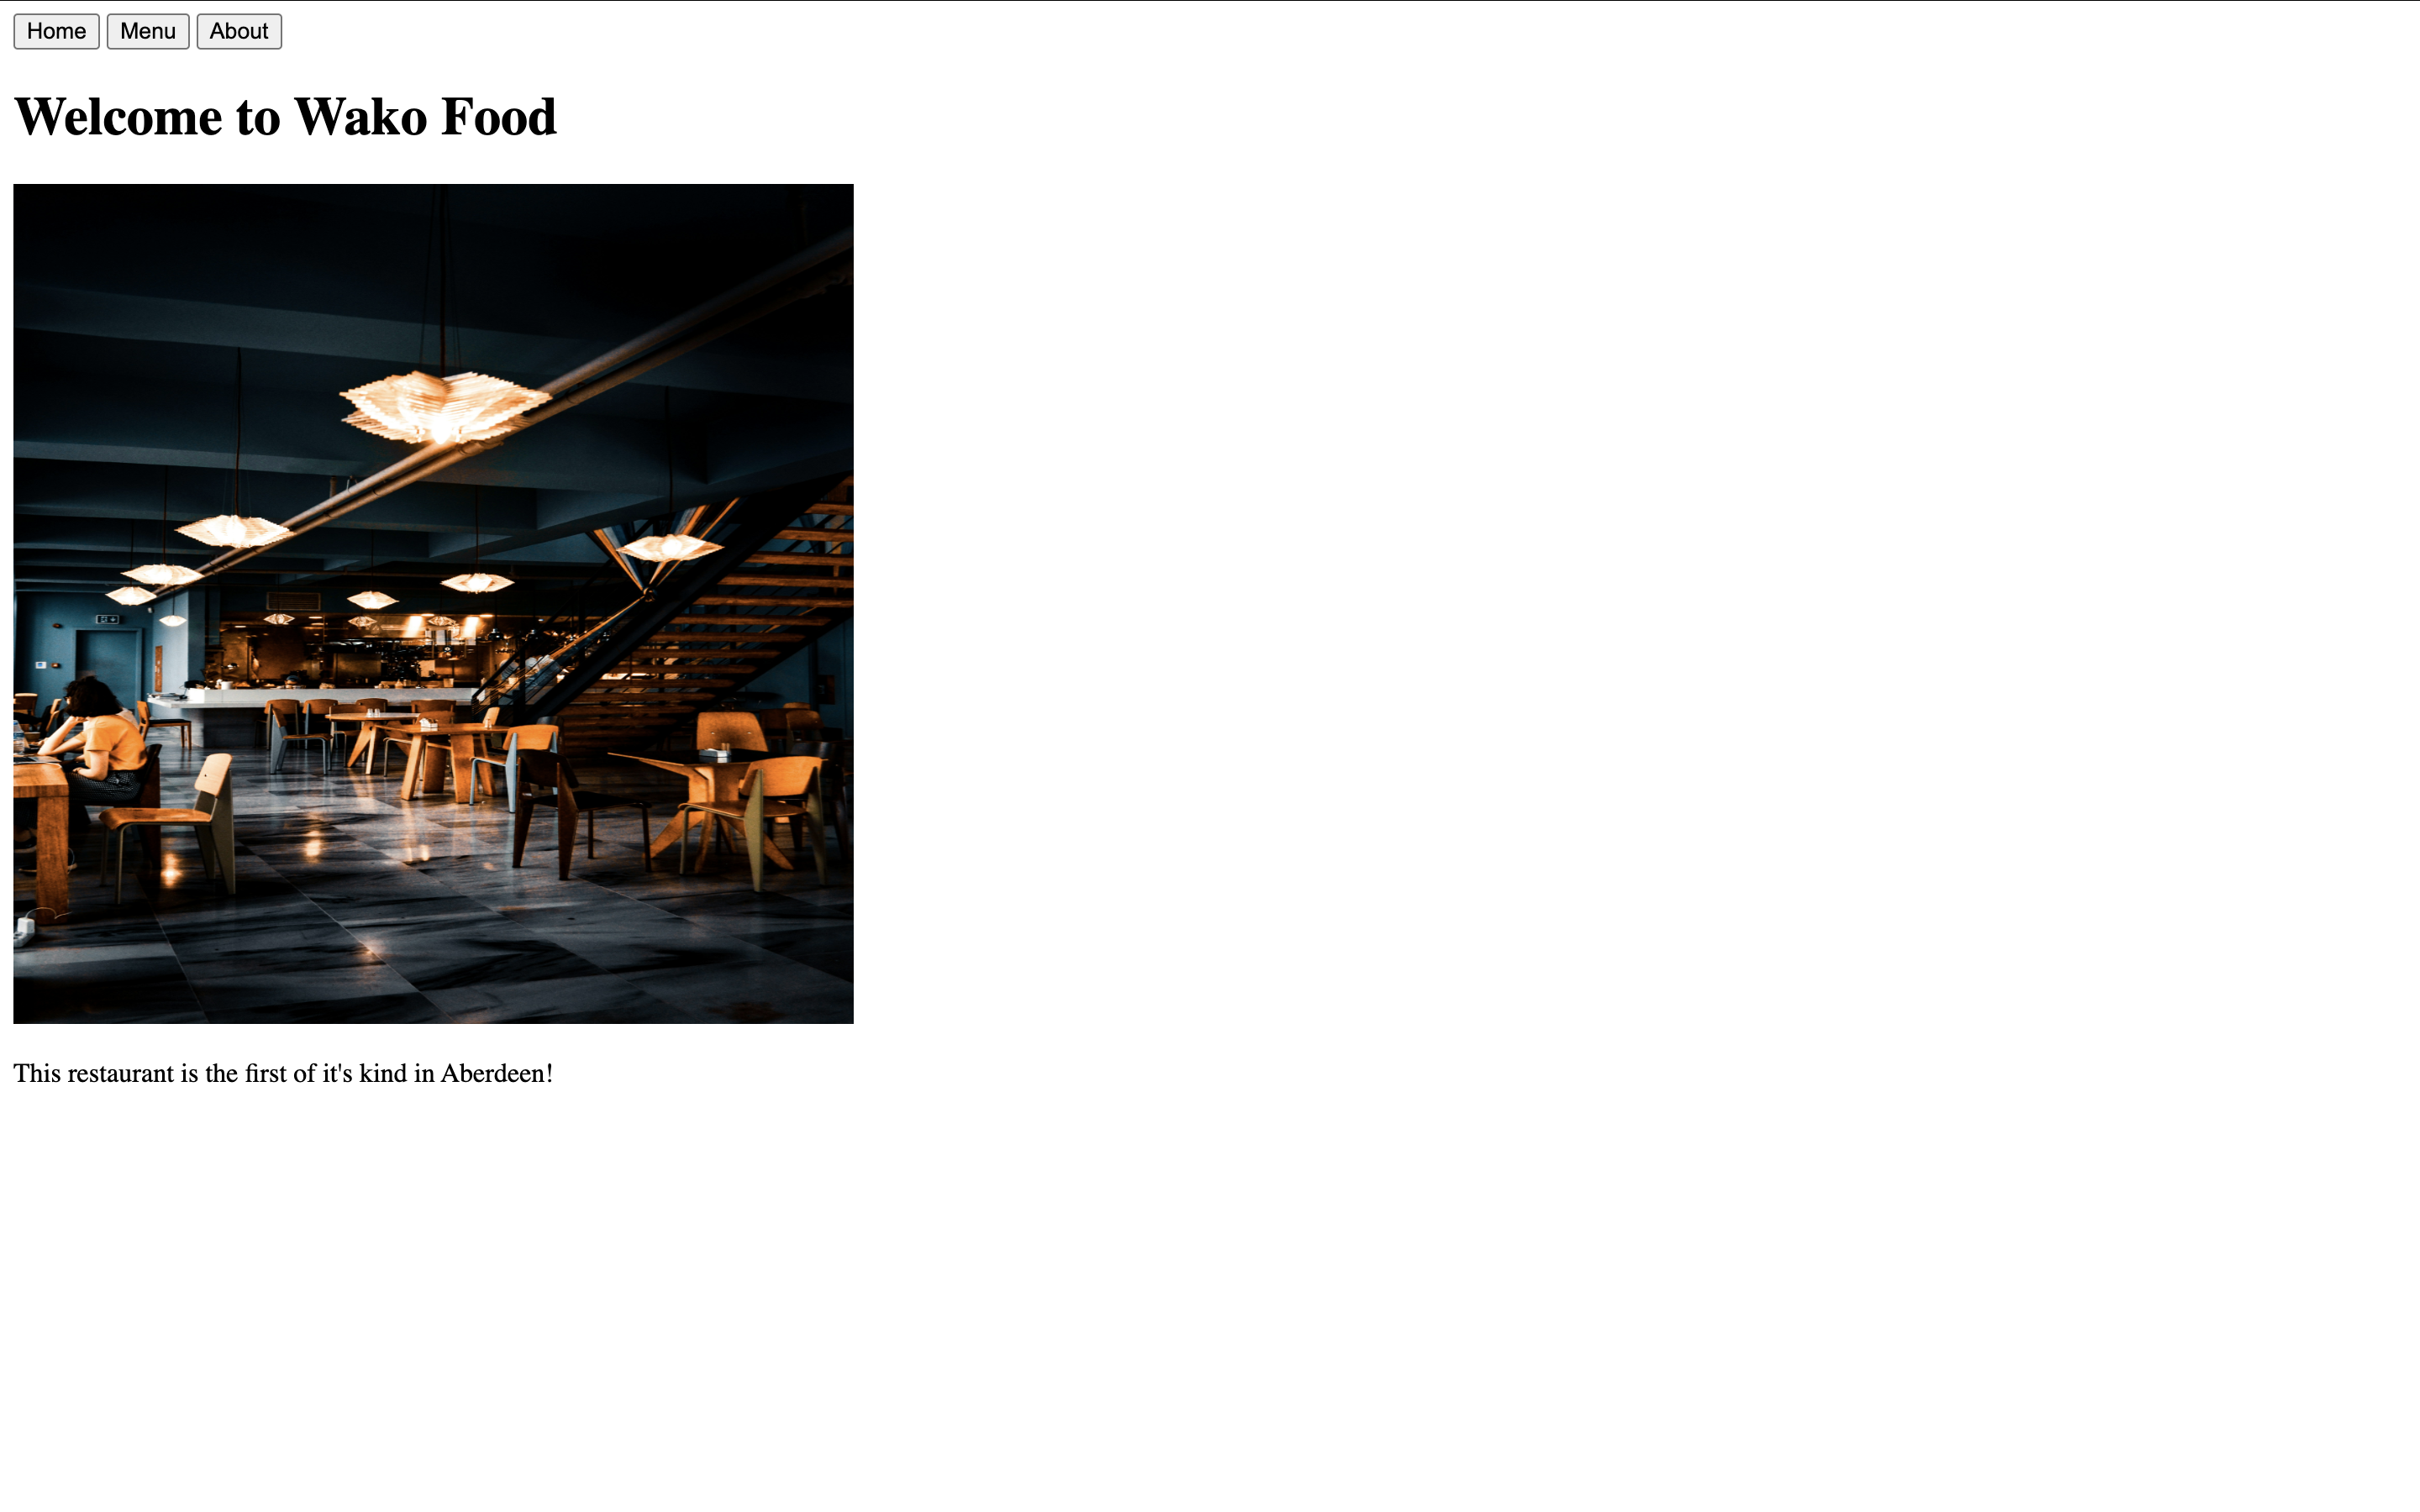 Home Menu About
Welcome to Wako Food
This restaurant is the first of it's kind in Aberdeen!